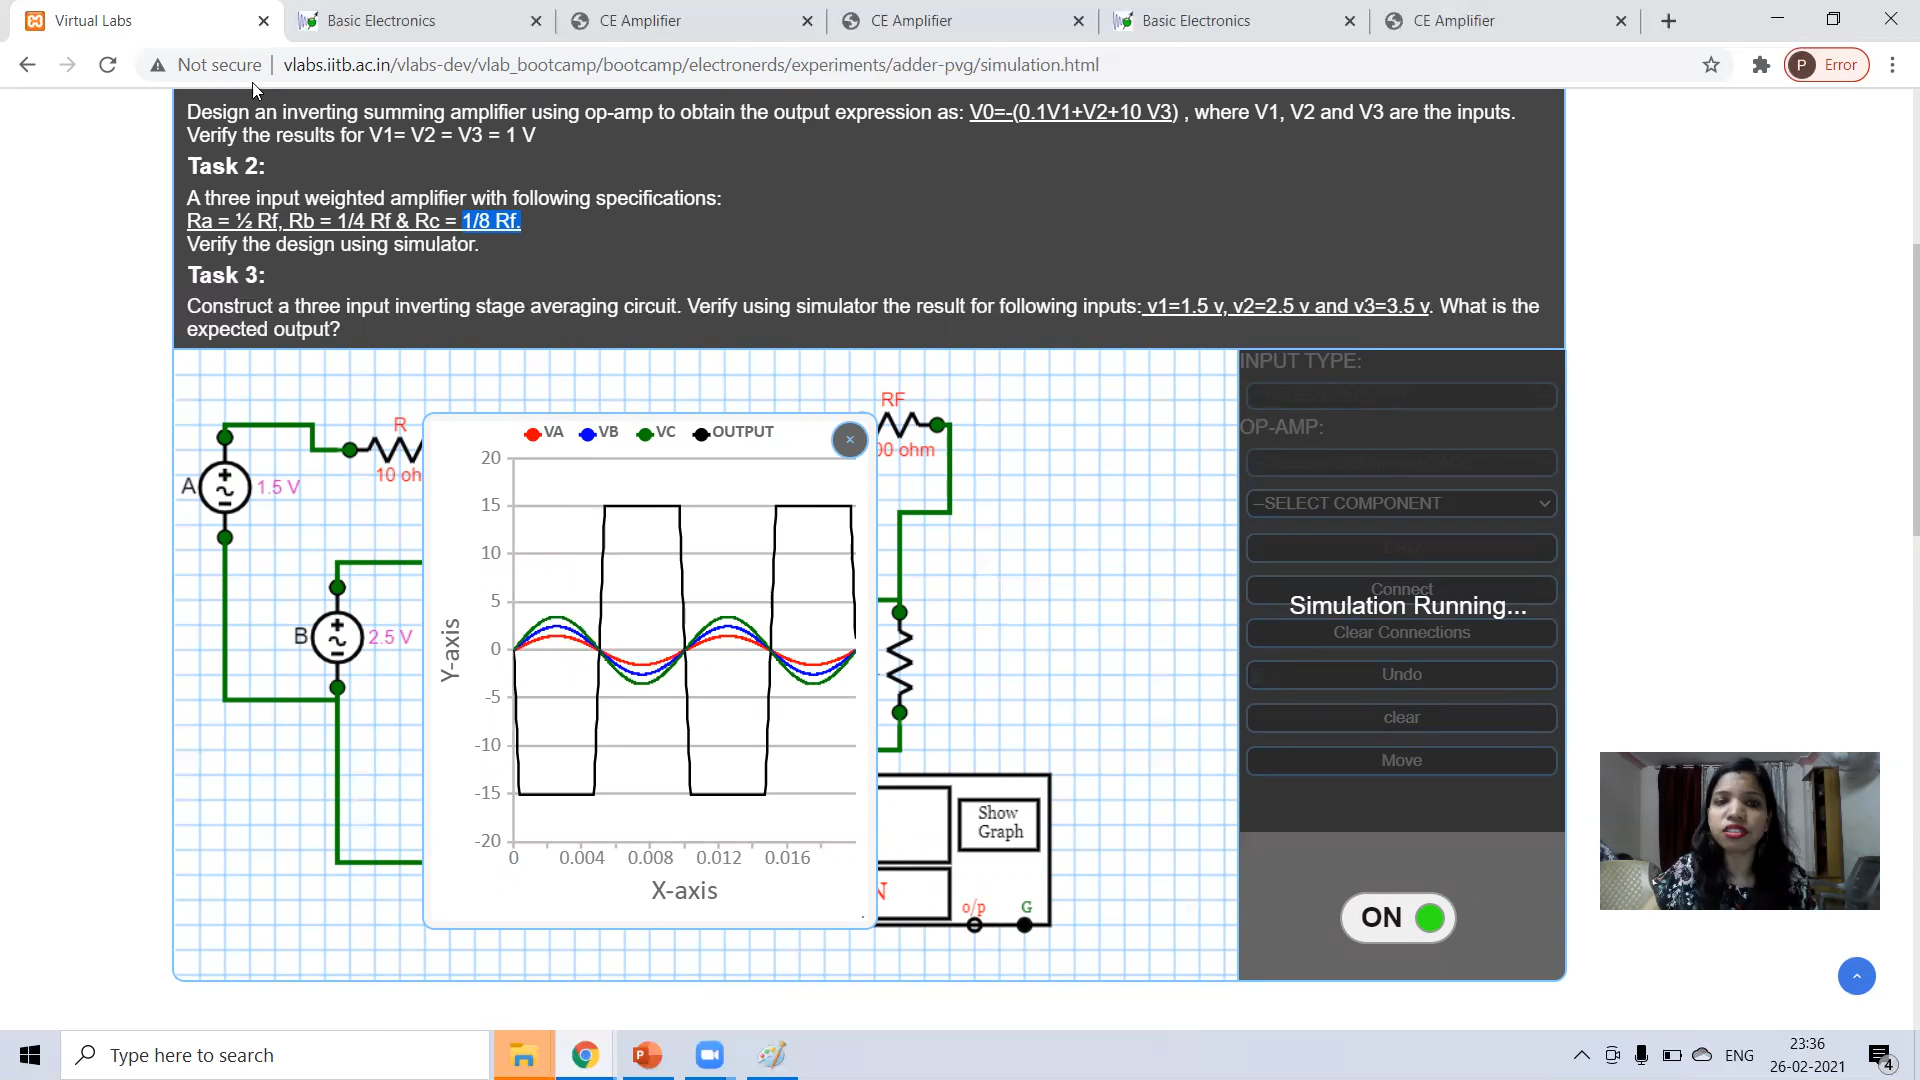 Virtual Labs
Basic Electronics
CE Amplifier
CE Amplifier
Basic Electronics
CE Amplifier
Not secure
vlabs.iitb.ac.in/vlabs-dev/vlab_bootcamp/bootcamp/electronerds/experiments/adder-pvg/simulation.html
P Error
Design an inverting summing amplifier using op-amp to obtain the output expression as: V0=-(0.1V1+V2+10 V3) , where V1, V2 and V3 are the inputs.
Verify the results for V1= V2 = V3 = 1 V
Task 2:
A three input weighted amplifier with following specifications:
Ra = ½ Rf, Rb = 1/4 Rf & Rc = 1/8 Rf.
Verify the design using simulator.
Task 3:
Construct a three input inverting stage averaging circuit. Verify using simulator the result for following inputs: v1=1.5 v, v2=2.5 v and v3=3.5 v. What is the
expected output?
R
10 oh
A
1.5 V
B
2.5 V
VA VB VC OUTPUT
20
15
10
5
0
-5
-10
-15
-20
Y-axis
0 0.004 0.008 0.012 0.016
X-axis
RF
00 ohm
Show
Graph
o/p G
INPUT TYPE:
OP-AMP:
--SELECT COMPONENT
Connect
Simulation Running...
Clear Connections
Undo
clear
Move
ON
Type here to search
P
ENG
23:36
26-02-2021
4